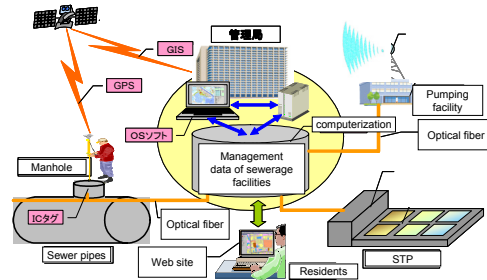 管理局
GIS
GPS
Pumping
facility
OSソフト
computerization
Optical fiber
Manhole
Management
data of sewerage
facilities
ICタグ
Optical fiber
Sewer pipes
Web site
STP
Residents